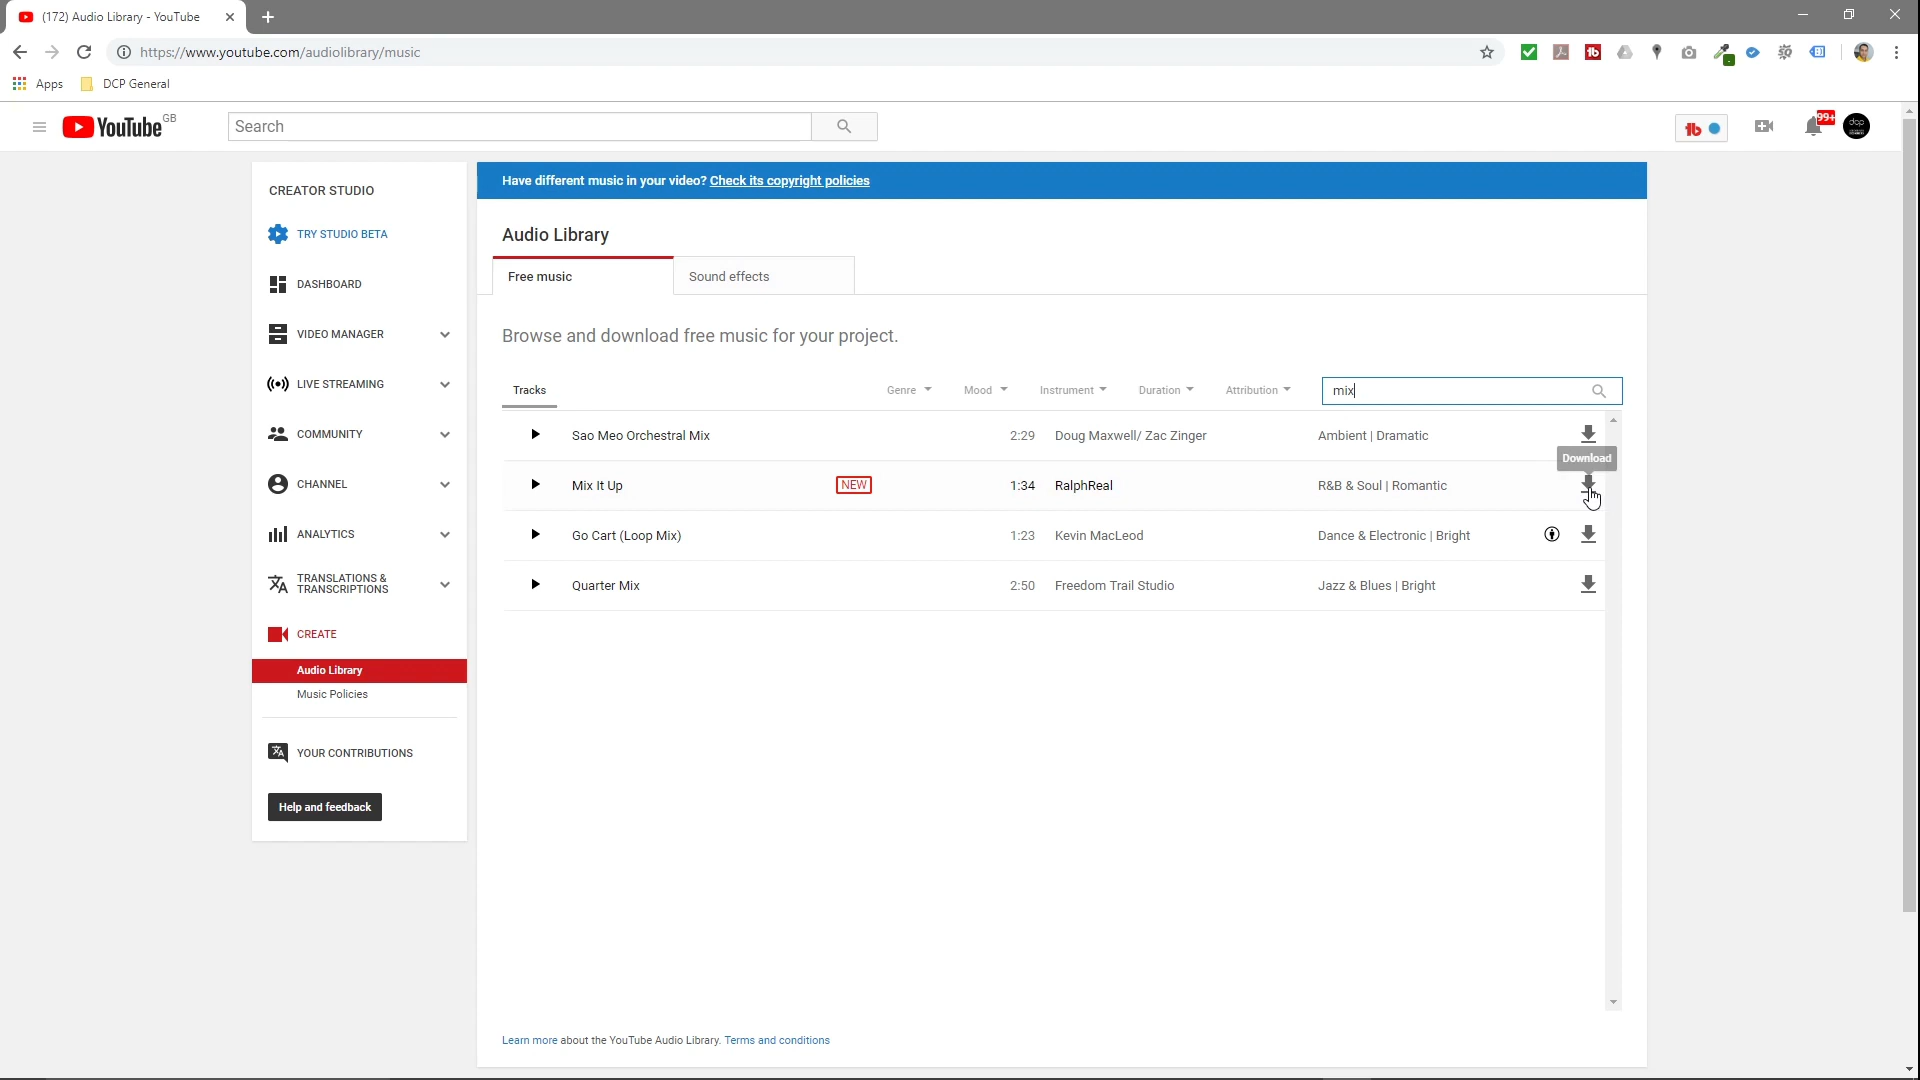 (172) Audio Library - YouTube
https://www.youtube.com/audiolibrary/music
Apps DCP General
YouTube GB
Search
99+
CREATOR STUDIO
TRY STUDIO BETA
DASHBOARD
VIDEO MANAGER
LIVE STREAMING
COMMUNITY
CHANNEL
ANALYTICS
TRANSLATIONS &
TRANSCRIPTIONS
CREATE
Audio Library
Music Policies
YOUR CONTRIBUTIONS
Help and feedback
Have different music in your video? Check its copyright policies
Audio Library
Free music Sound effects
Browse and download free music for your project.
Tracks Genre Mood Instrument Duration Attribution mix
Sao Meo Orchestral Mix 2:29 Doug Maxwell/ Zac Zinger Ambient | Dramatic
Download
Mix It Up NEW 1:34 RalphReal R&B & Soul | Romantic
Go Cart (Loop Mix) 1:23 Kevin MacLeod Dance & Electronic | Bright
Quarter Mix 2:50 Freedom Trail Studio Jazz & Blues | Bright
Learn more about the YouTube Audio Library. Terms and conditions